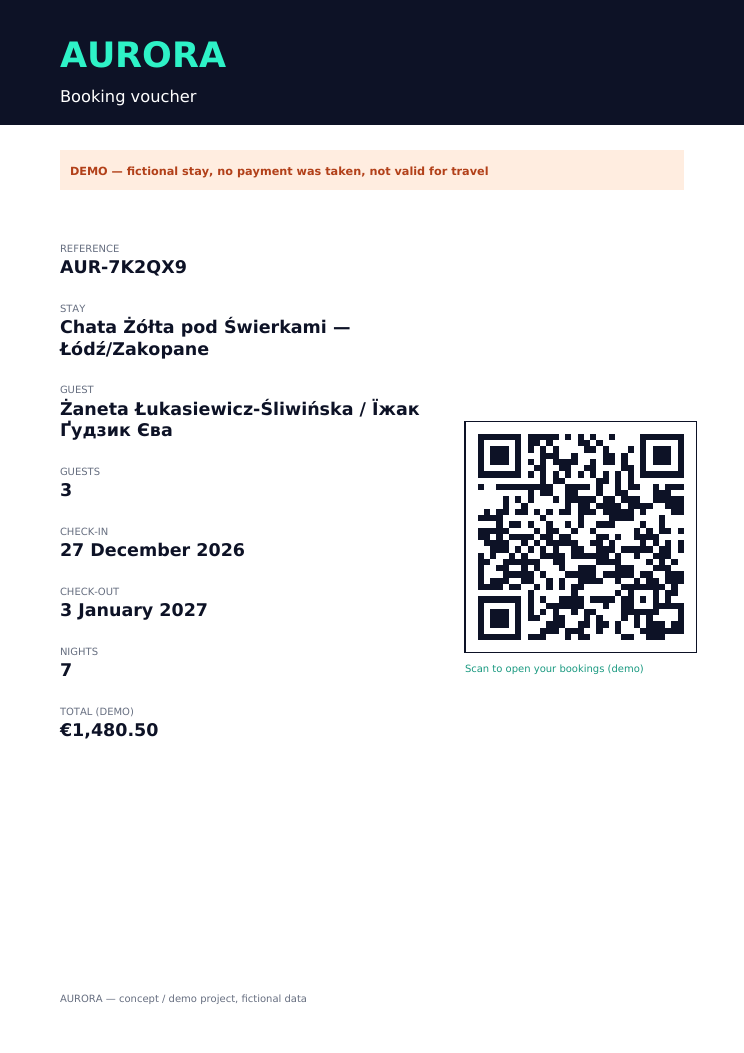 AURORA
Booking voucher
DEMO — fictional stay, no payment was taken, not valid for travel
REFERENCE
AUR-7K2QX9
STAY
Chata Żółta pod Świerkami —
Łódź/Zakopane
GUEST
Żaneta Łukasiewicz-Śliwińska / Їжак
Ґудзик Єва
GUESTS
3
CHECK-IN
27 December 2026
CHECK-OUT
3 January 2027
NIGHTS
7
Scan to open your bookings (demo)
TOTAL (DEMO)
€1,480.50
AURORA — concept / demo project, fictional data